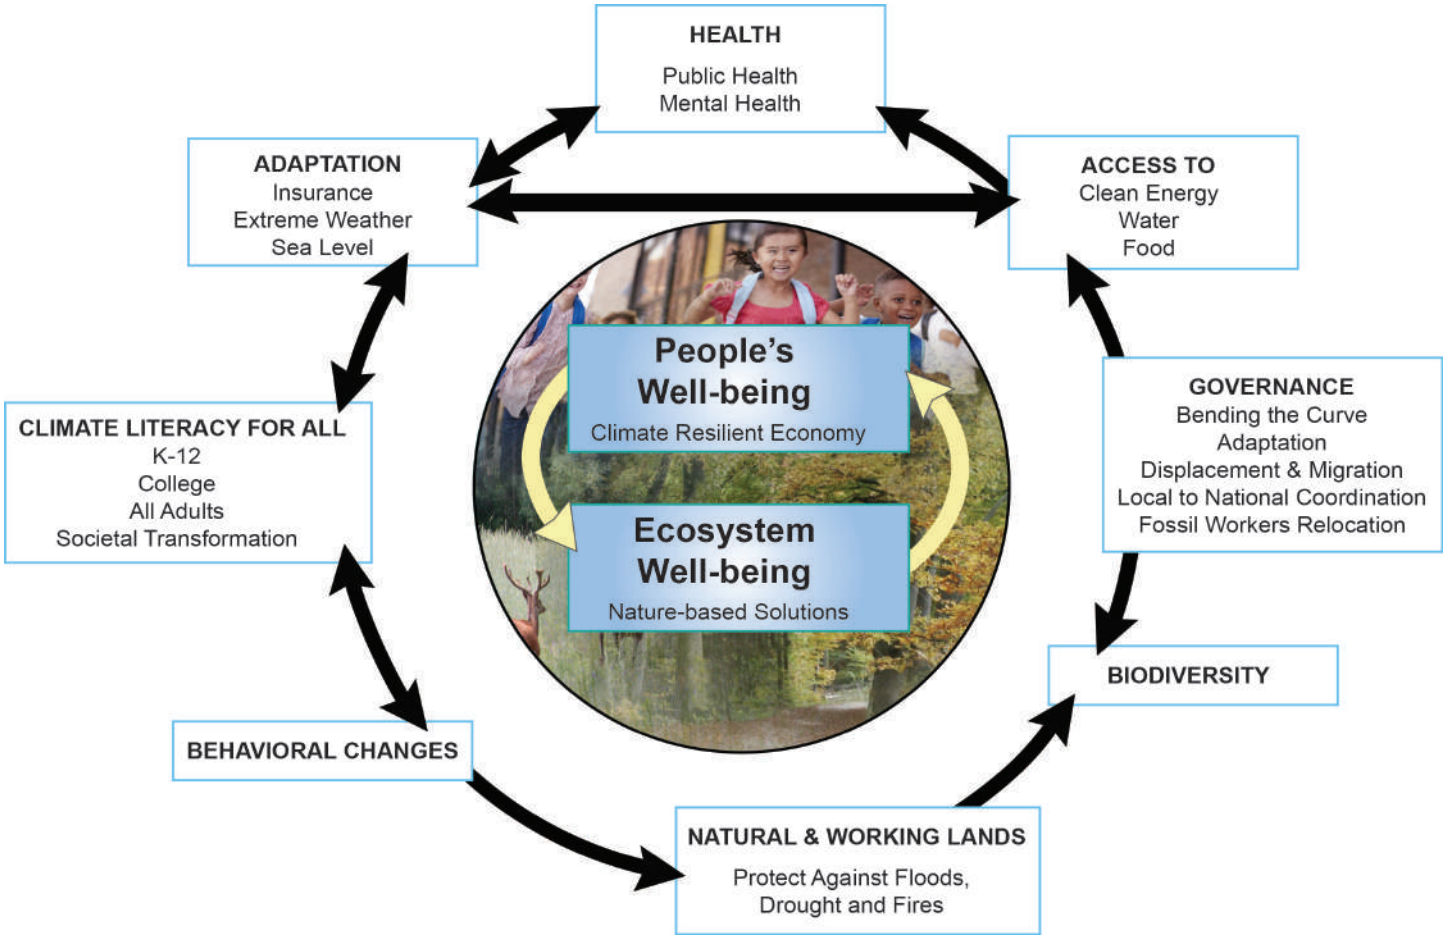 HEALTH
Public Health
Mental Health
ADAPTATION
Insurance
Extreme Weather
Sea Level
ACCESS TO
Clean Energy
Water
Food
People's
Well-being
Climate Resilient Economy
Ecosystem
Well-being
Nature-based Solutions
CLIMATE LITERACY FOR ALL
K-12
College
All Adults
Societal Transformation
GOVERNANCE
Bending the Curve
Adaptation
Displacement & Migration
Local to National Coordination
Fossil Workers Relocation
BIODIVERSITY
BEHAVIORAL CHANGES
NATURAL & WORKING LANDS
Protect Against Floods,
Drought and Fires